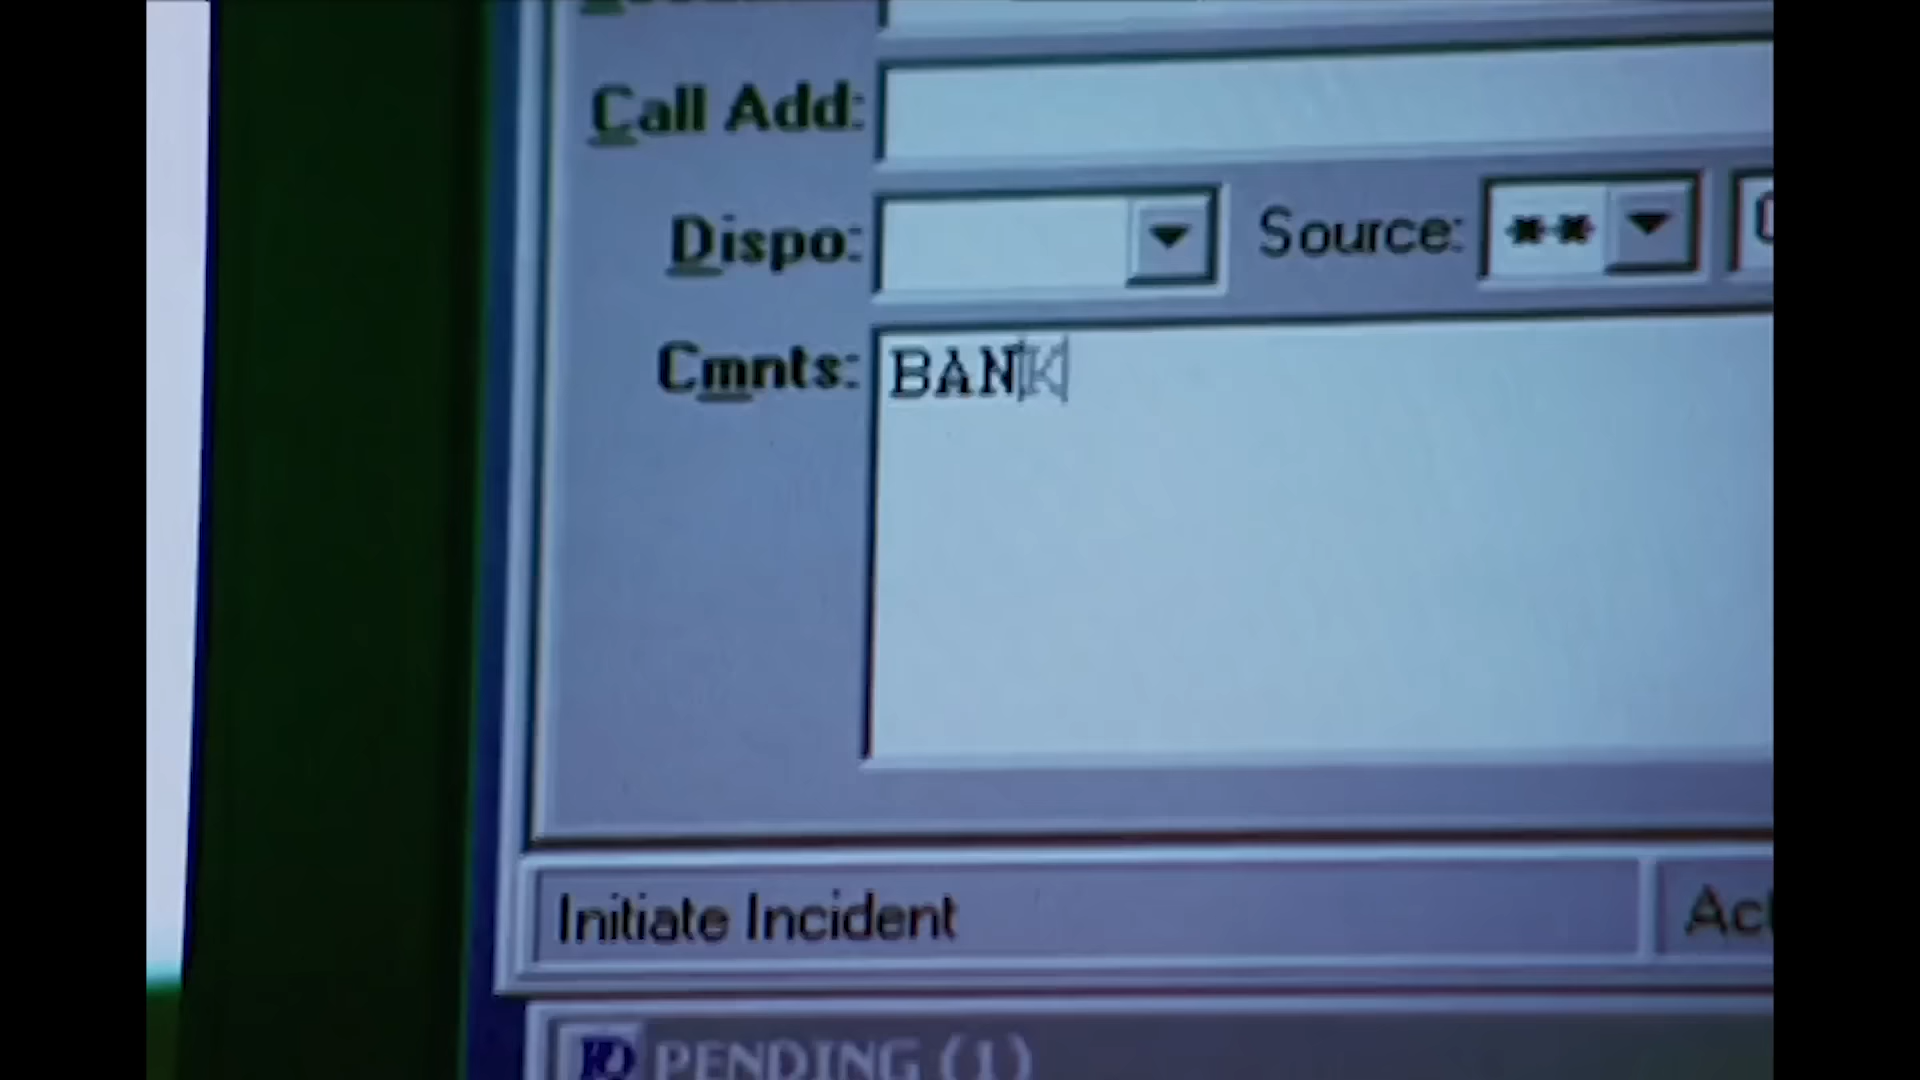 Call Add:
Dispo:
Source: **
Cmnts: BANK
Initiate Incident
PENDING (1)